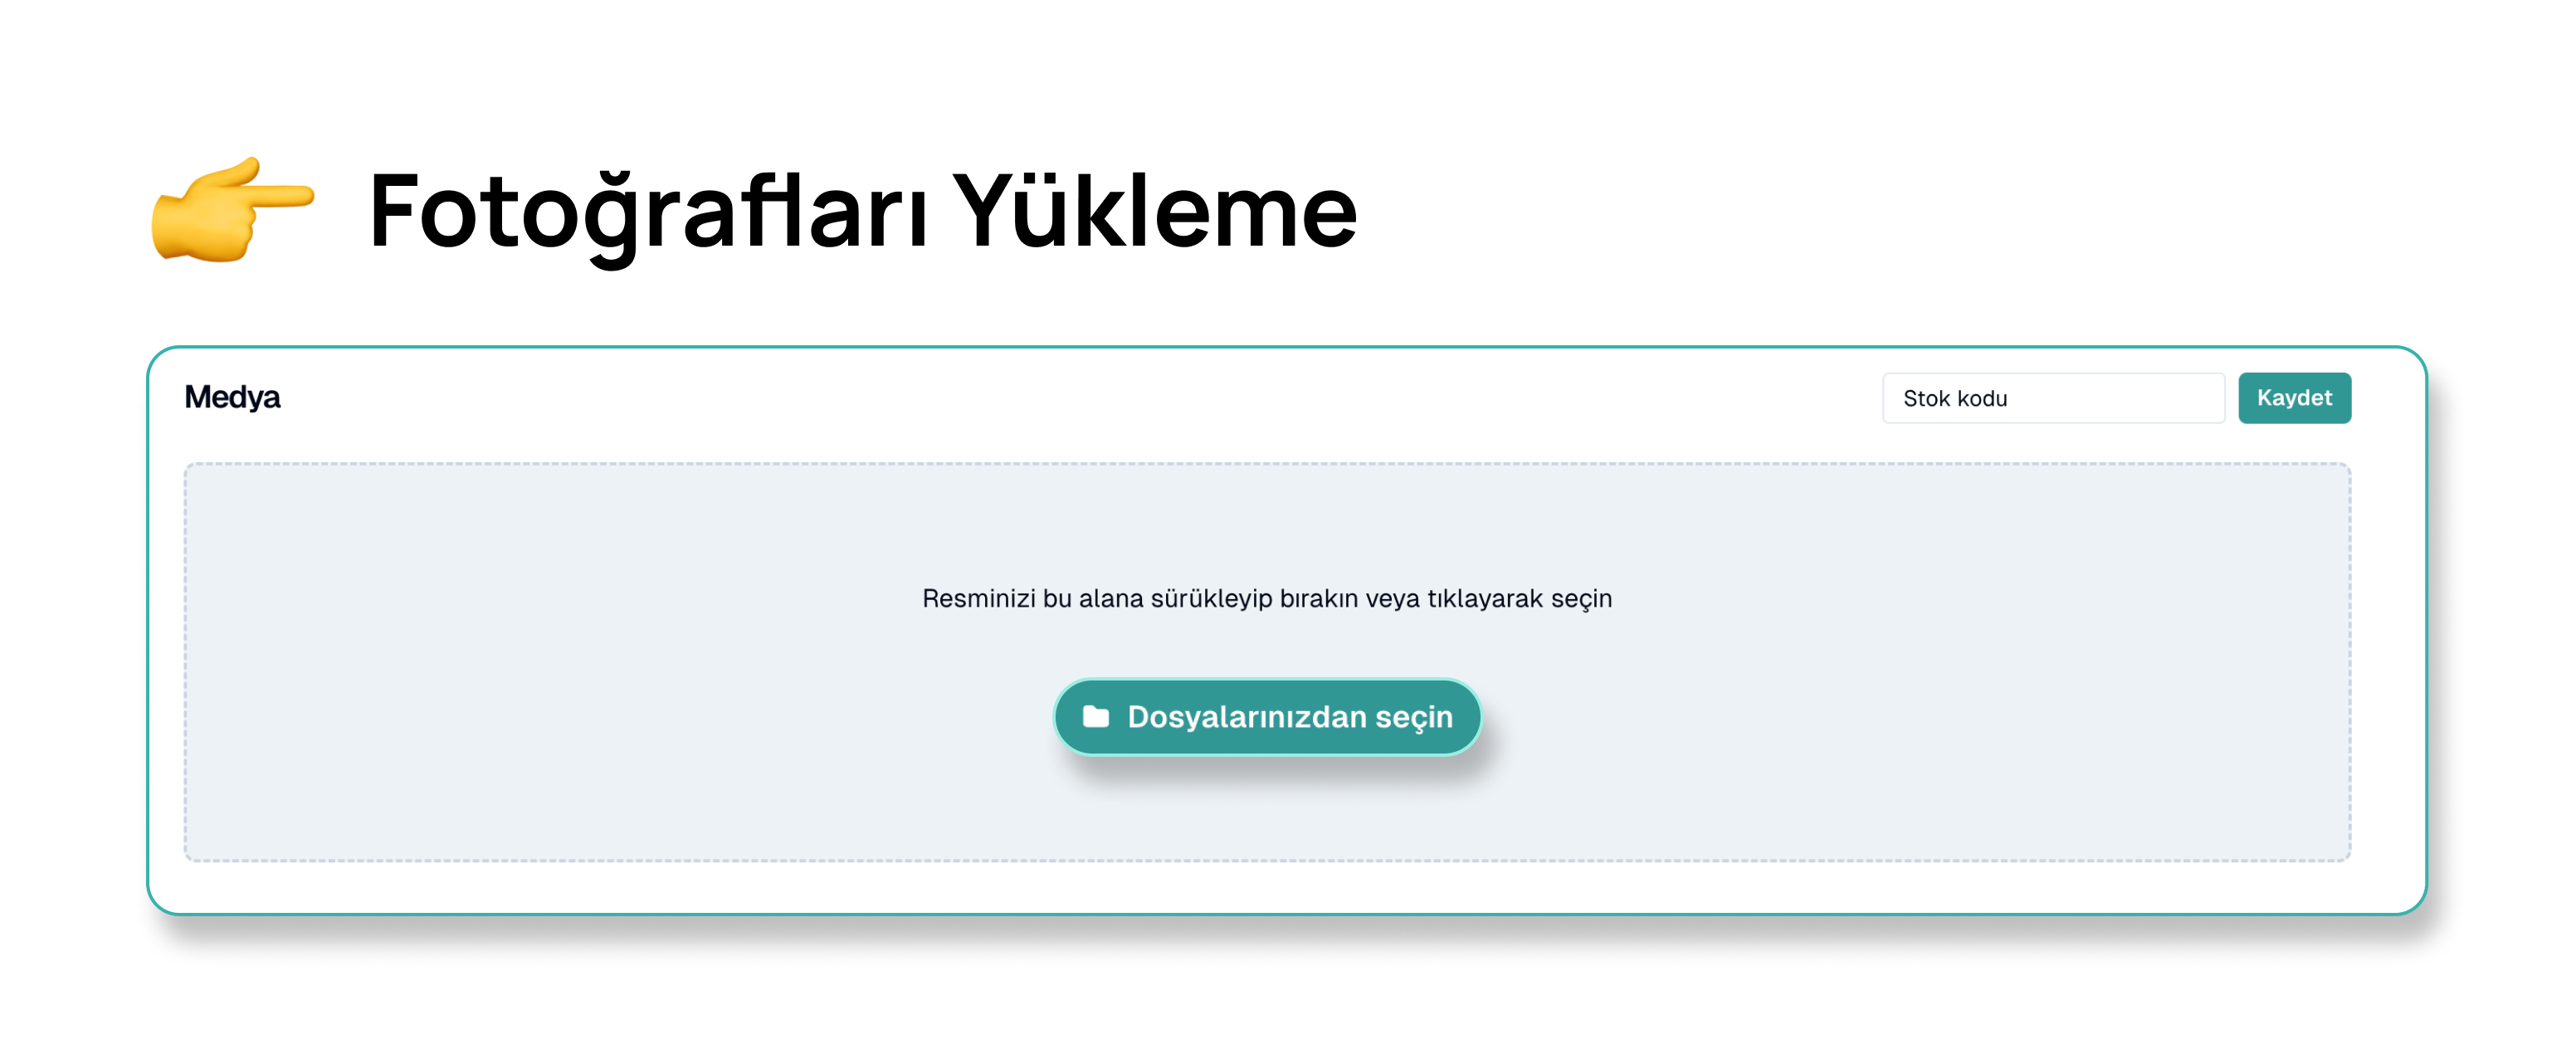 Fotoğrafları Yükleme
Medya
Stok kodu
Kaydet
Resminizi bu alana sürükleyip bırakın veya tıklayarak seçin
Dosyalarınızdan seçin